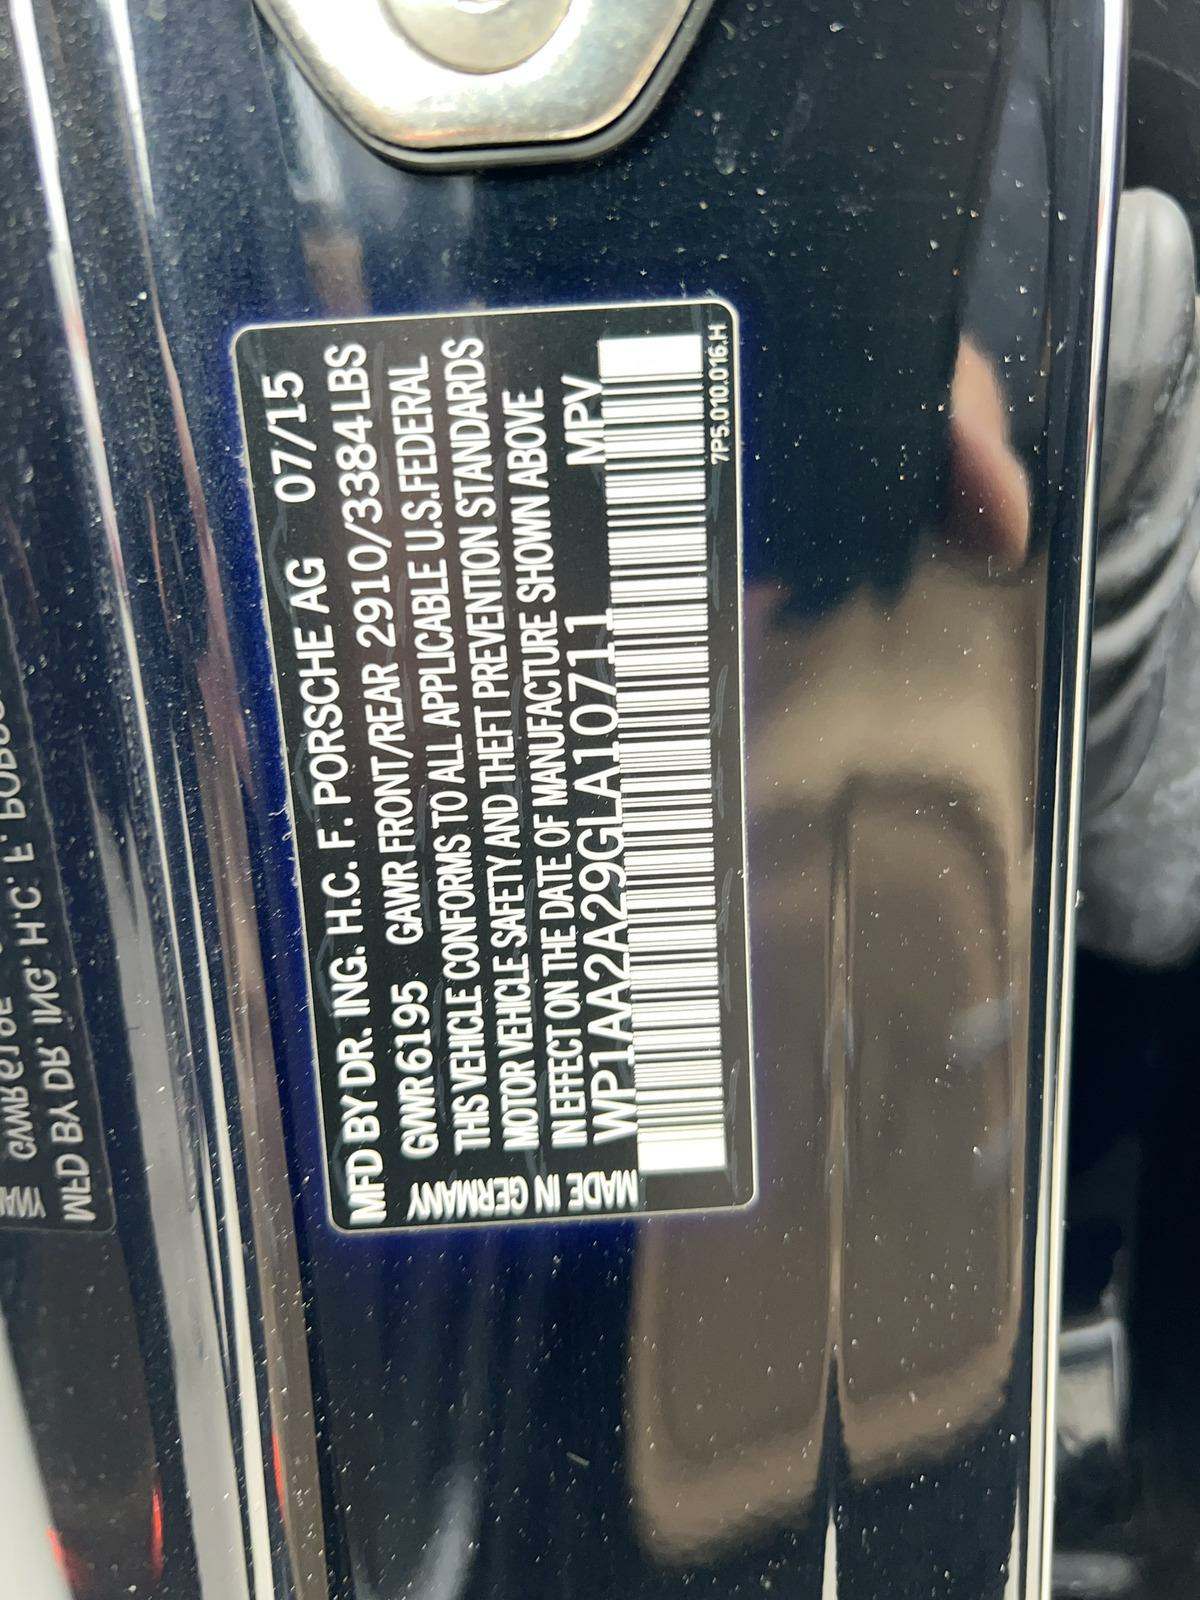 MFD BY DR. ING. H.C. F. PORSCHE AG 07/15
GVWR 6195 GAWR FRONT/REAR 2910/3384LBS
THIS VEHICLE CONFORMS TO ALL APPLICABLE U.S.FEDERAL
MOTOR VEHICLE SAFETY AND THEFT PREVENTION STANDARDS
IN EFFECT ON THE DATE OF MANUFACTURE SHOWN ABOVE
WP1AA2A29GLA10711 MPV
7P5.010.016.H
MADE IN GERMANY